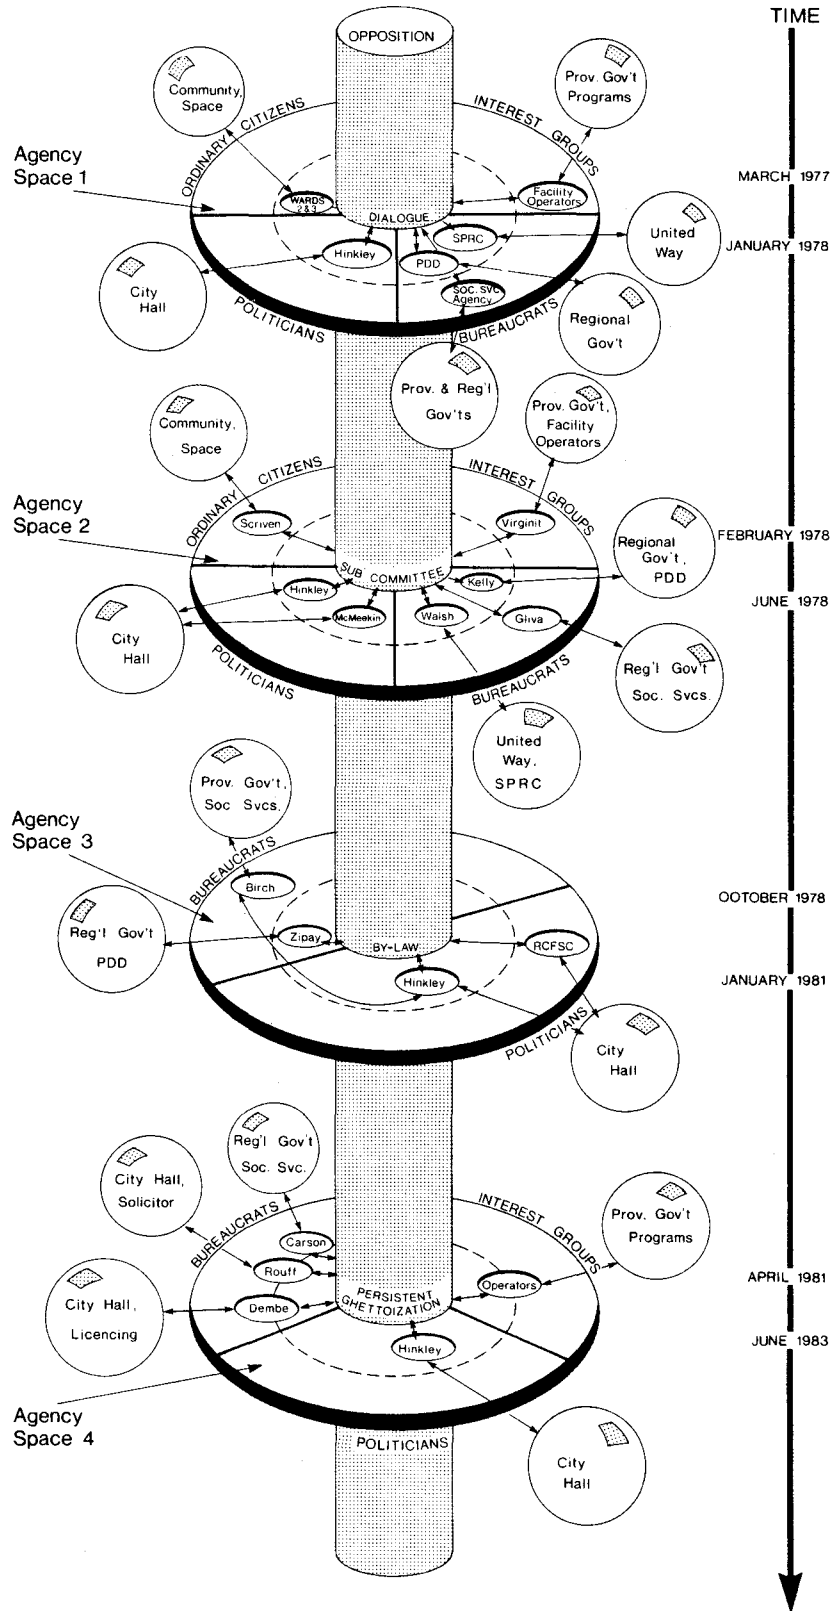 TIME
OPPOSITION
Community,
Space
Prov. Gov't
Programs
ORDINARY CITIZENS
INTEREST GROUPS
Agency
Space 1
MARCH 1977
WARDS
2&3
Facility
Operators
DIALOGUE
SPRC
United
Way
JANUARY 1978
Hinkley
PDD
City
Hall
SOC. SVC
Agency
Regional
Gov't
POLITICIANS
BUREAUCRATS
Prov. & Reg'l
Gov'ts
Prov. Gov't,
Facility
Operators
Community,
Space
ORDINARY CITIZENS
INTEREST GROUPS
Agency
Space 2
Scriven
Virginit
FEBRUARY 1978
Regional
Gov't,
PDD
SUB COMMITTEE
Hinkley
Kelly
JUNE 1978
McMeekin
Walsh
Gliva
City
Hall
POLITICIANS
BUREAUCRATS
Reg'l Gov't
Soc. Svcs.
United
Way,
SPRC
Prov. Gov't,
Soc Svcs.
Agency
Space 3
BUREAUCRATS
Birch
OOTOBER 1978
Reg'l Gov't
PDD
Zipay
BY-LAW
RCFSC
Hinkley
JANUARY 1981
POLITICIANS
City
Hall
Reg'l Gov't
Soc. Svc.
City Hall,
Solicitor
BUREAUCRATS
INTEREST GROUPS
Prov. Gov't
Programs
Carson
Rouff
APRIL 1981
Operators
PERSISTENT
GHETTOIZATION
City Hall,
Licencing
Dembe
Hinkley
JUNE 1983
Agency
Space 4
POLITICIANS
City
Hall